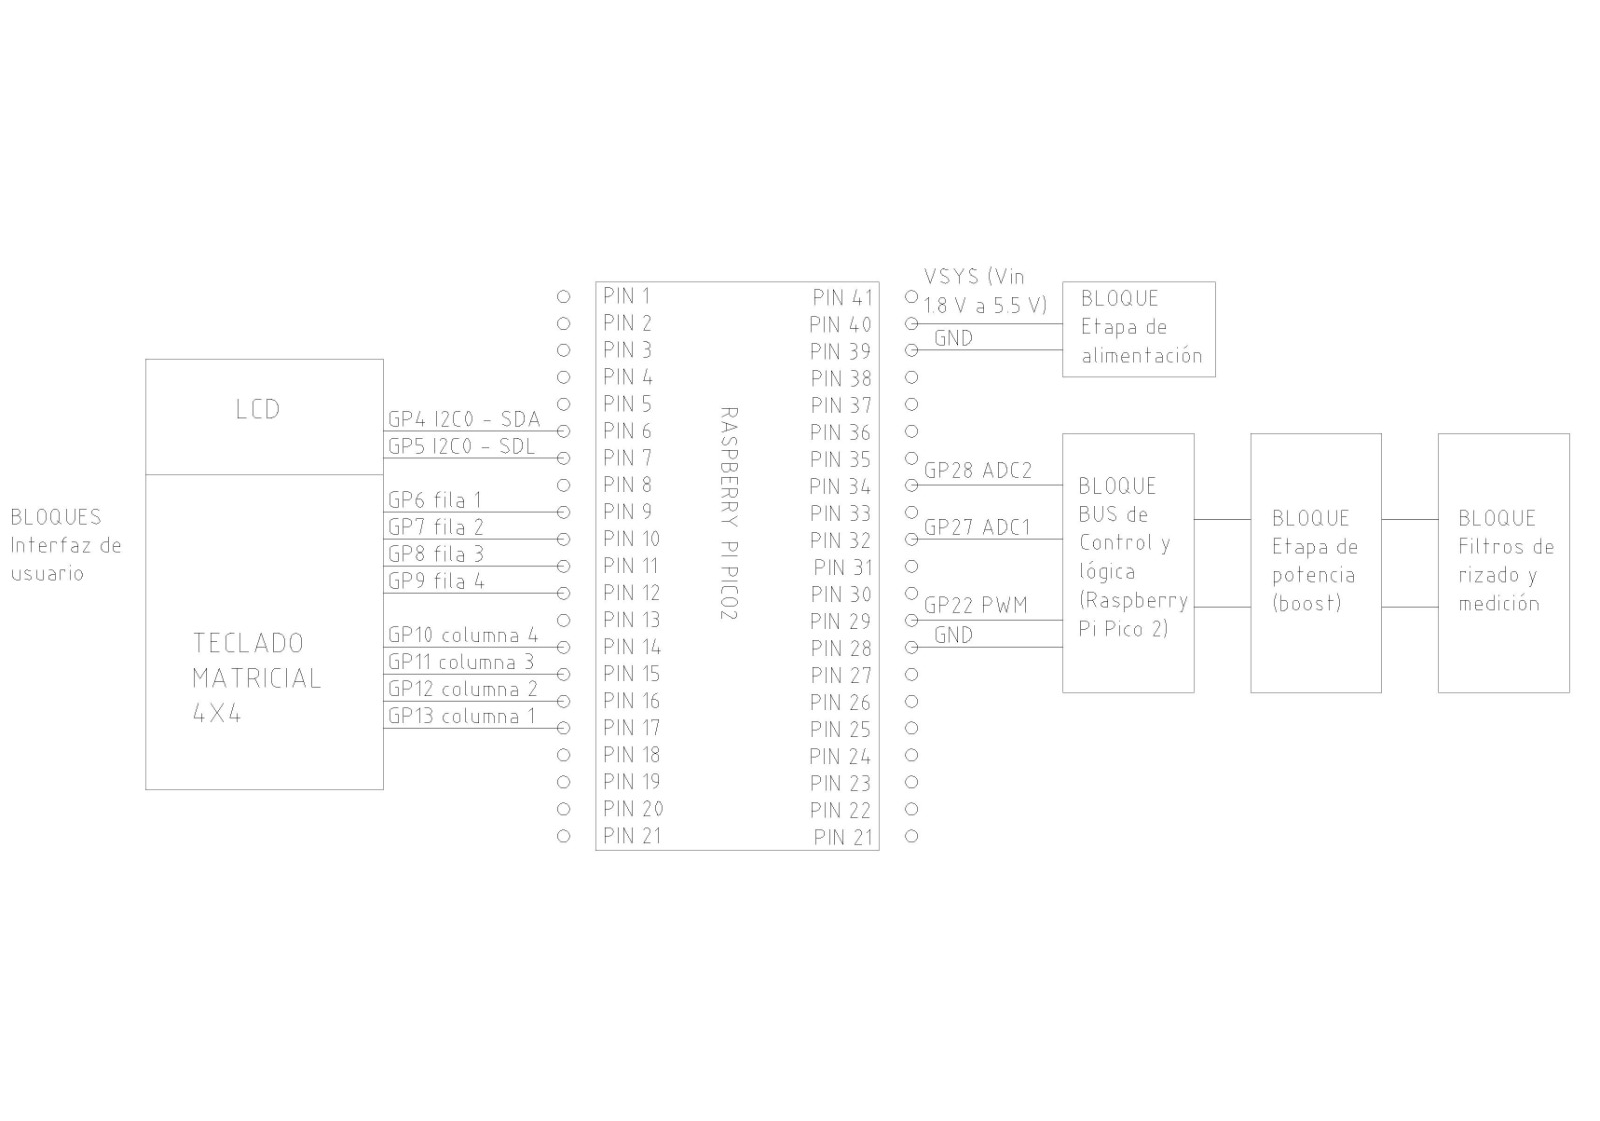 BLOQUES
Interfaz de
usuario
LCD
TECLADO
MATRICIAL
4X4
GP4 I2C0 - SDA
GP5 I2C0 - SDL
GP6 fila 1
GP7 fila 2
GP8 fila 3
GP9 fila 4
GP10 columna 4
GP11 columna 3
GP12 columna 2
GP13 columna 1
PIN 1
PIN 2
PIN 3
PIN 4
PIN 5
PIN 6
PIN 7
PIN 8
PIN 9
PIN 10
PIN 11
PIN 12
PIN 13
PIN 14
PIN 15
PIN 16
PIN 17
PIN 18
PIN 19
PIN 20
PIN 21
RASPBERRY PI PICO2
PIN 41
PIN 40
PIN 39
PIN 38
PIN 37
PIN 36
PIN 35
PIN 34
PIN 33
PIN 32
PIN 31
PIN 30
PIN 29
PIN 28
PIN 27
PIN 26
PIN 25
PIN 24
PIN 23
PIN 22
PIN 21
VSYS (Vin
1.8 V a 5.5 V)
GND
GP28 ADC2
GP27 ADC1
GP22 PWM
GND
BLOQUE
Etapa de
alimentación
BLOQUE
BUS de
Control y
lógica
(Raspberry
Pi Pico 2)
BLOQUE
Etapa de
potencia
(boost)
BLOQUE
Filtros de
rizado y
medición